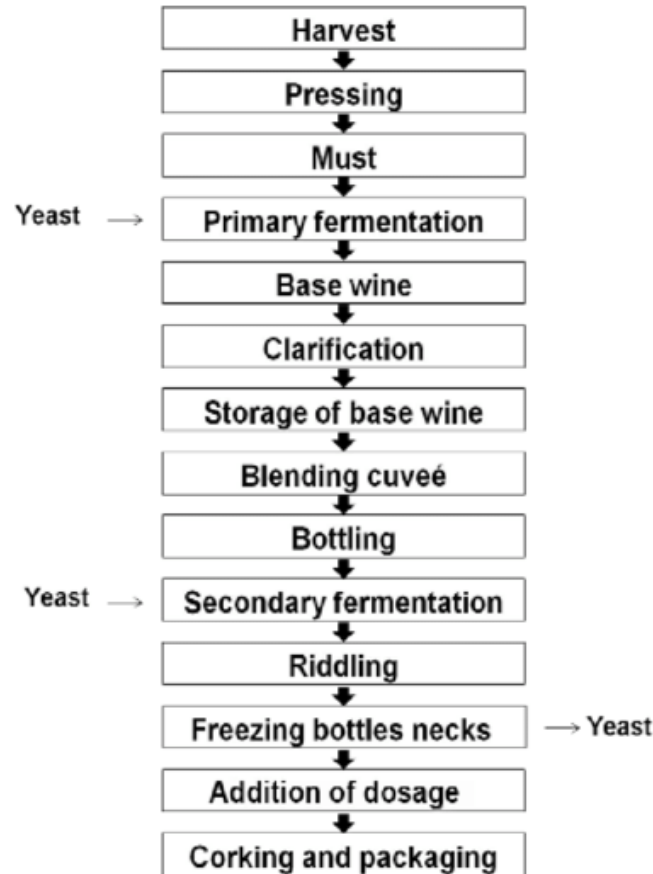 Harvest
Pressing
Must
Yeast
Primary fermentation
Base wine
Clarification
Storage of base wine
Blending cuveé
Bottling
Yeast
Secondary fermentation
Riddling
Freezing bottles necks
Yeast
Addition of dosage
Corking and packaging